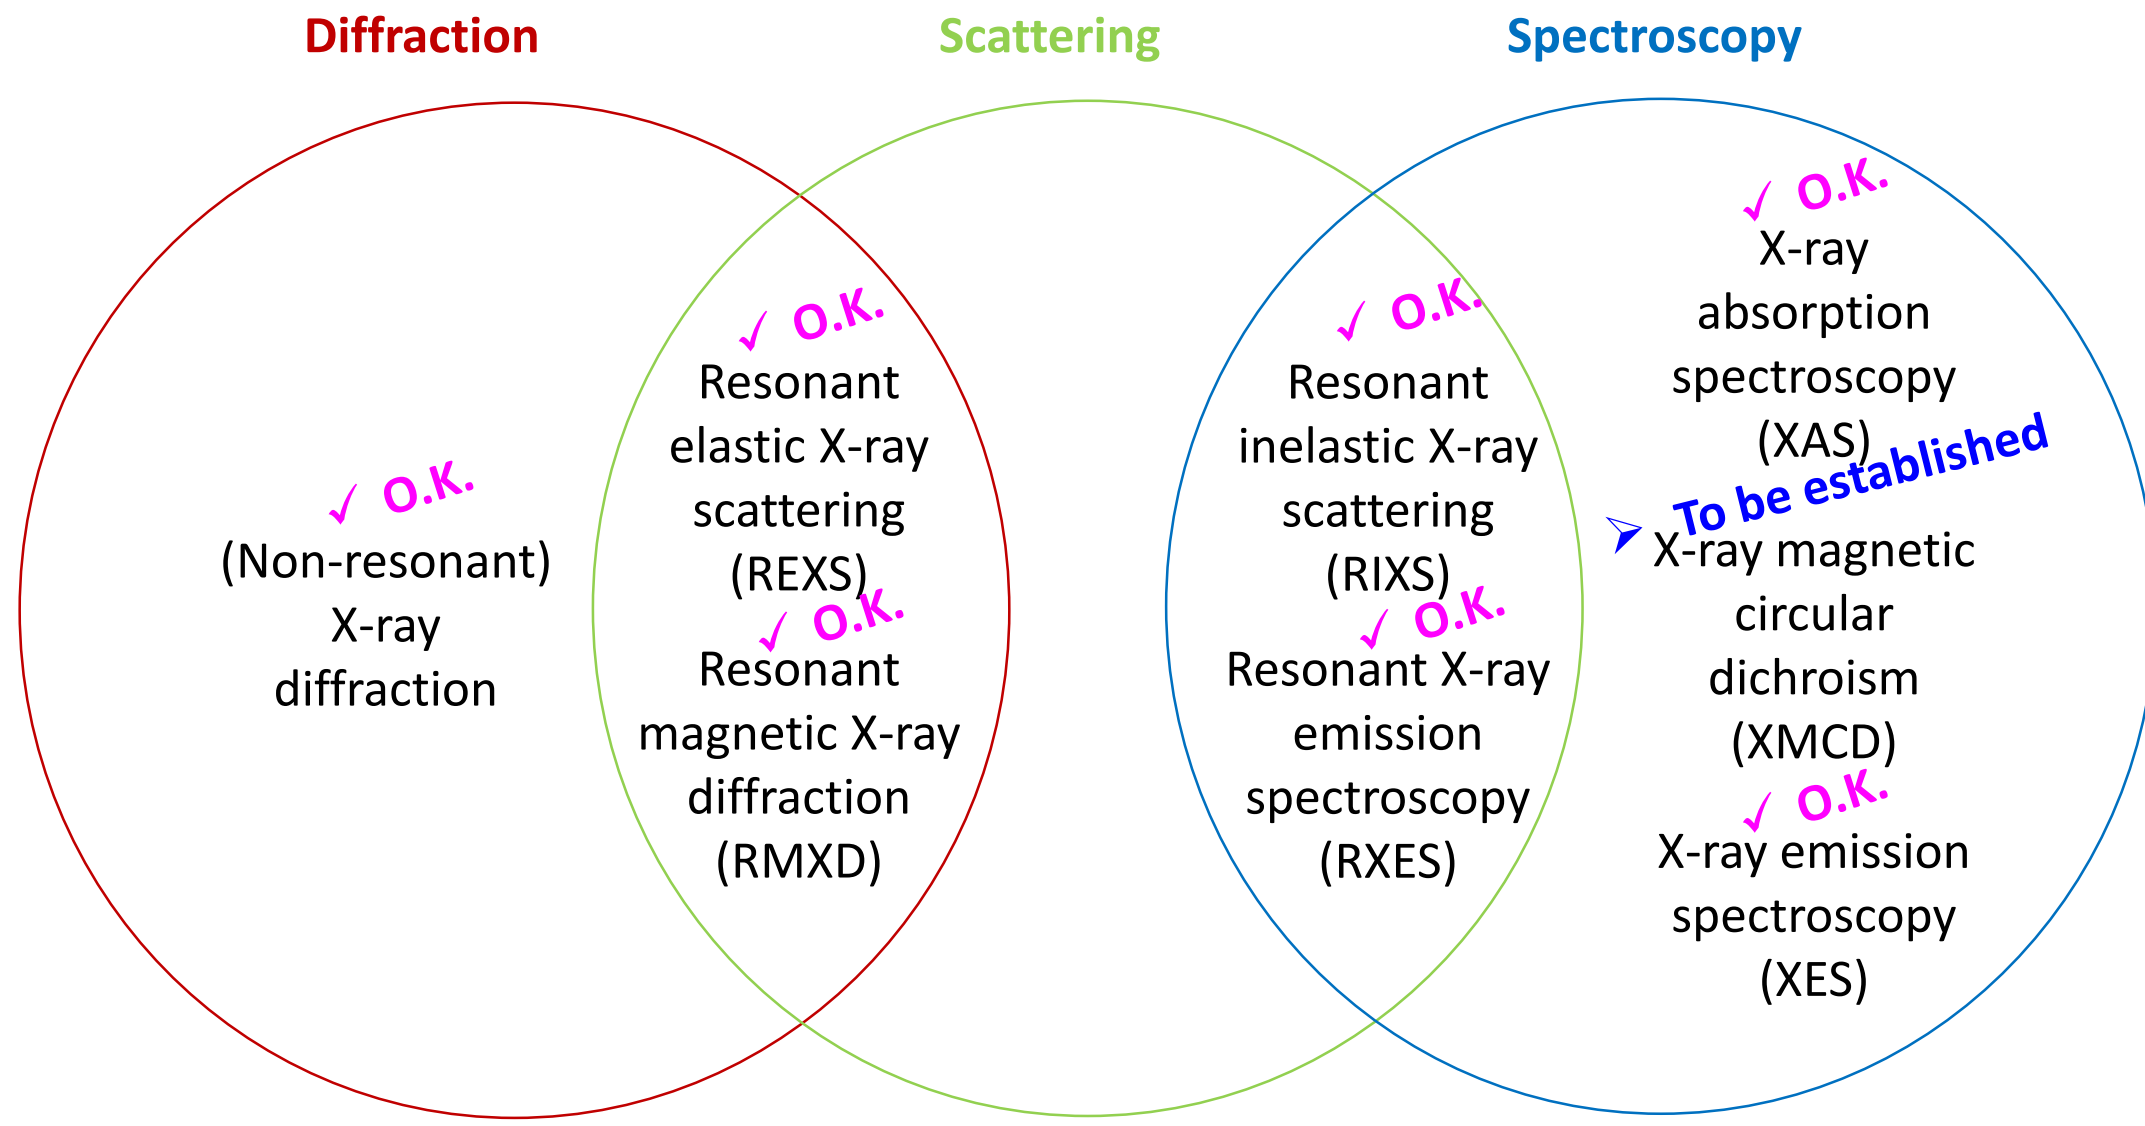 Diffraction
Scattering
Spectroscopy
✓ O.K.
(Non-resonant)
X-ray
diffraction
✓ O.K.
Resonant
elastic X-ray
scattering
(REXS)
✓ O.K.
Resonant
magnetic X-ray
diffraction
(RMXD)
✓ O.K.
Resonant
inelastic X-ray
scattering
(RIXS)
✓ O.K.
Resonant X-ray
emission
spectroscopy
(RXES)
✓ O.K.
X-ray
absorption
spectroscopy
(XAS)
➢ To be established
X-ray magnetic
circular
dichroism
(XMCD)
✓ O.K.
X-ray emission
spectroscopy
(XES)